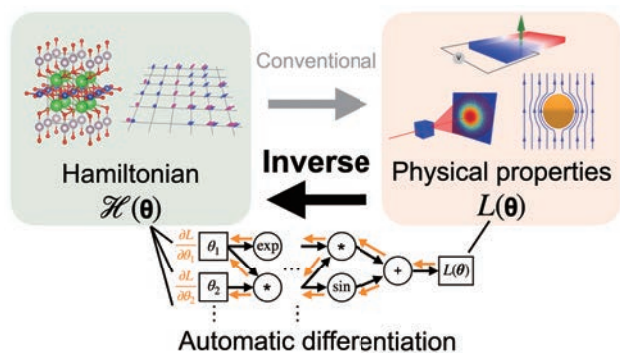 Conventional
Inverse
V
Hamiltonian
ℋ(θ)
Physical properties
L(θ)
∂L/∂θ₁ θ₁ exp ... * + L(θ)
∂L/∂θ₂ θ₂ * sin
⋮ ⋮
Automatic differentiation